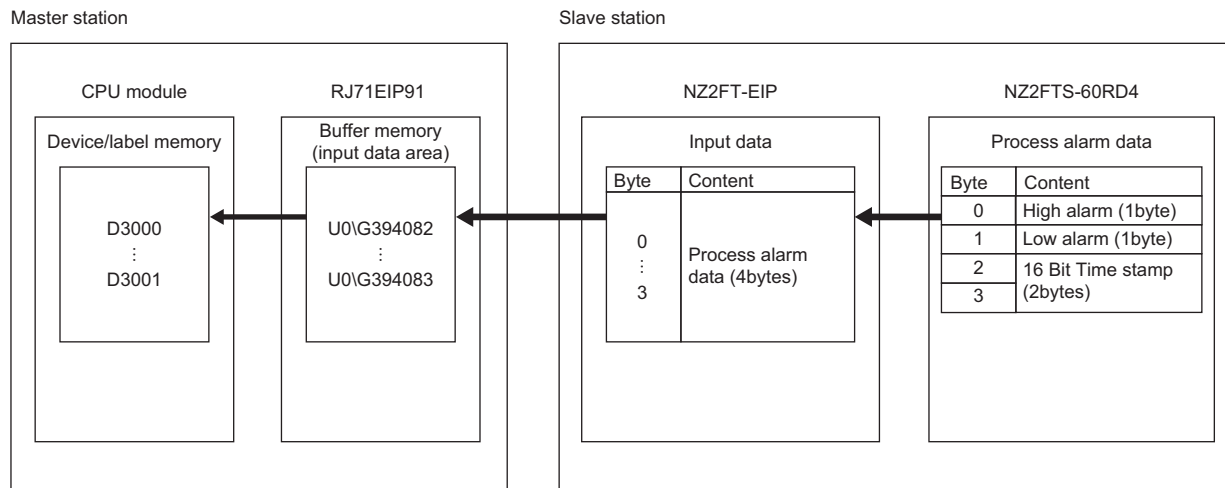 Master station
Slave station
CPU module
RJ71EIP91
NZ2FT-EIP
NZ2FTS-60RD4
Device/label memory
D3000
⋮
D3001
Buffer memory
(input data area)
U0\G394082
⋮
U0\G394083
Input data
Byte Content
0
⋮
3
Process alarm
data (4bytes)
Process alarm data
Byte Content
0 High alarm (1byte)
1 Low alarm (1byte)
2 16 Bit Time stamp
3 (2bytes)